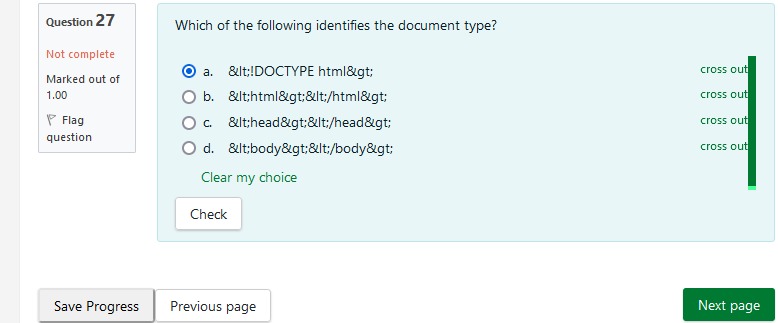 Question 27
Not complete
Marked out of
1.00
Flag
question
Which of the following identifies the document type?
a. &lt;!DOCTYPE html&gt;
cross out
b. &lt;html&gt;&lt;/html&gt;
cross out
c. &lt;head&gt;&lt;/head&gt;
cross out
d. &lt;body&gt;&lt;/body&gt;
cross out
Clear my choice
Check
Save Progress
Previous page
Next page